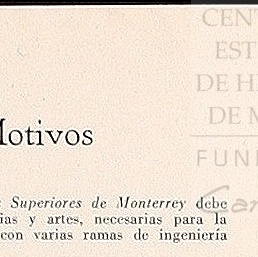 CEN
EST
DE H
DE M
FUN
Motivos
Superiores de Monterrey debe
ias y artes, necesarias para la
con varias ramas de ingeniería